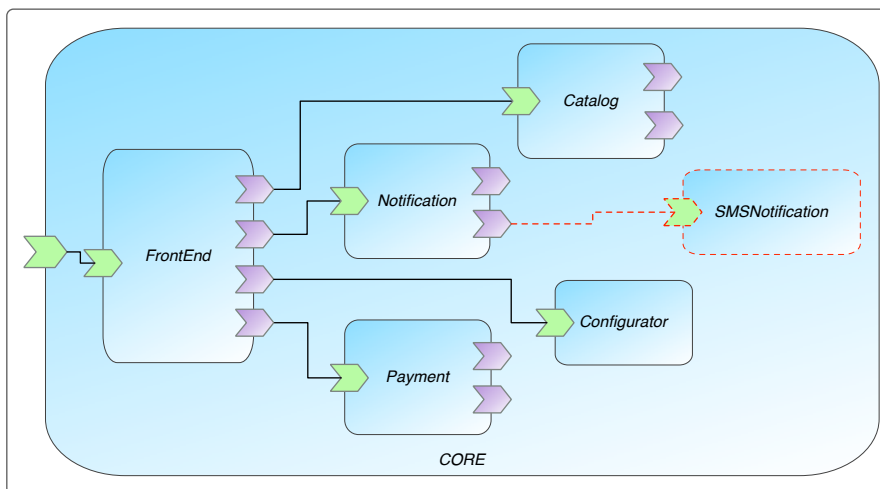 Catalog
Notification
SMSNotification
FrontEnd
Configurator
Payment
CORE